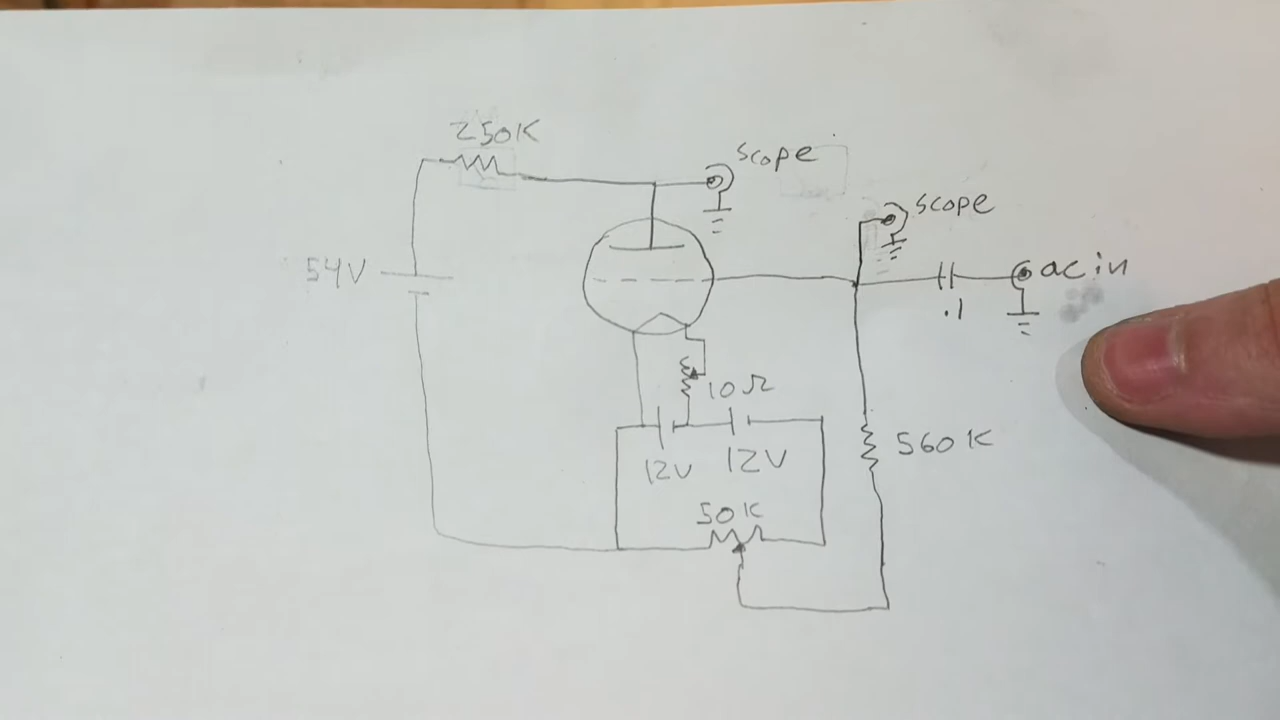 250K
scope
scope
54V
ac in
.1
10Ω
560K
12V
12V
50K